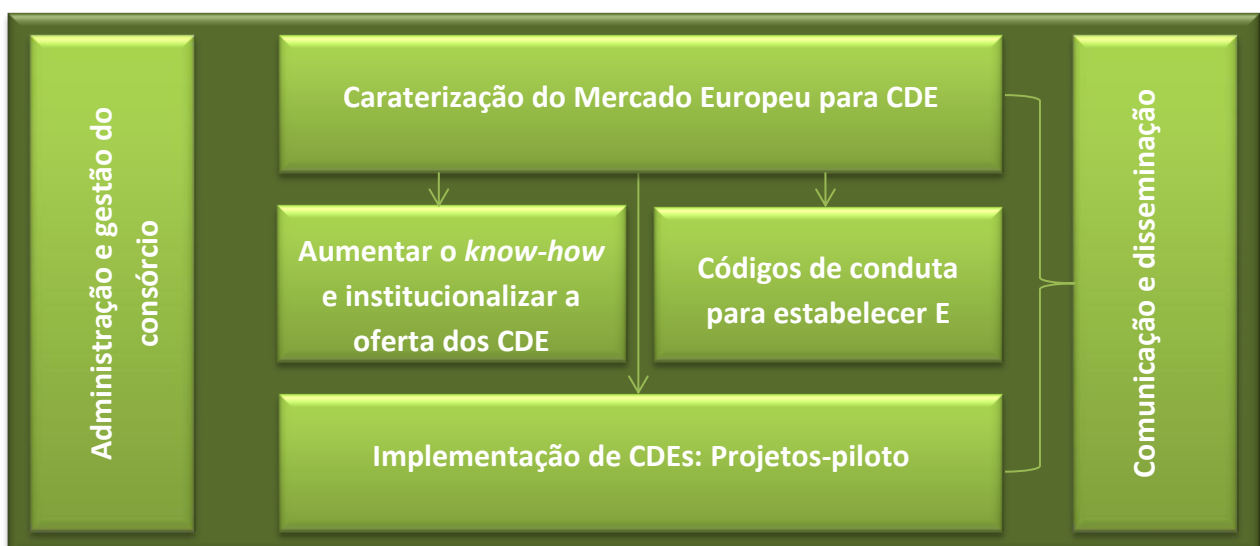 Administração e gestão do
consórcio
Caraterização do Mercado Europeu para CDE
Aumentar o know-how
e institucionalizar a
oferta dos CDE
Códigos de conduta
para estabelecer E
Implementação de CDEs: Projetos-piloto
Comunicação e disseminação